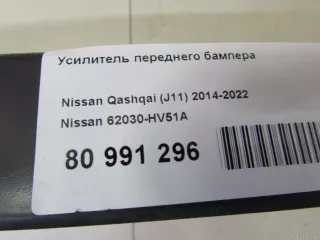 Усилитель переднего бампера
Nissan Qashqai (J11) 2014-2022
Nissan 62030-HV51A
80 991 296